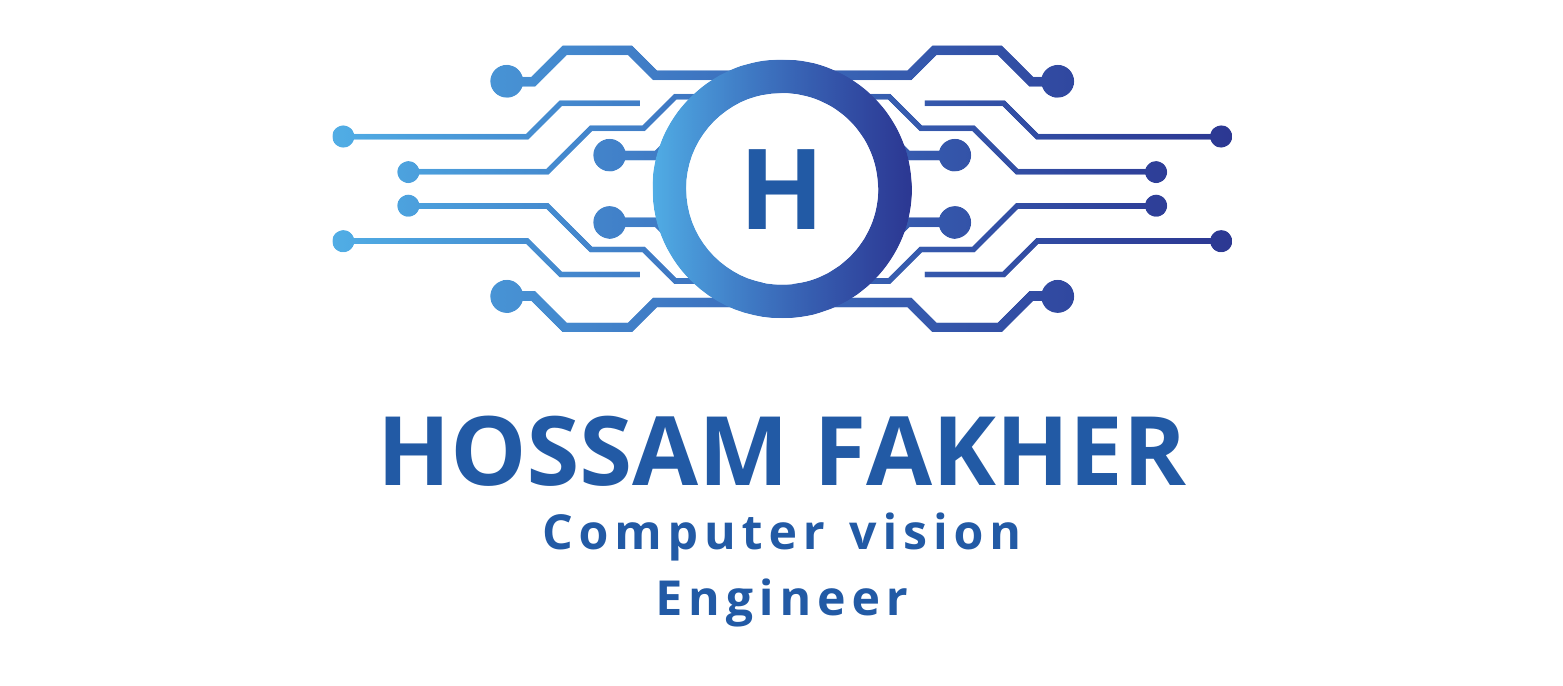 H
HOSSAM FAKHER
Computer vision
Engineer